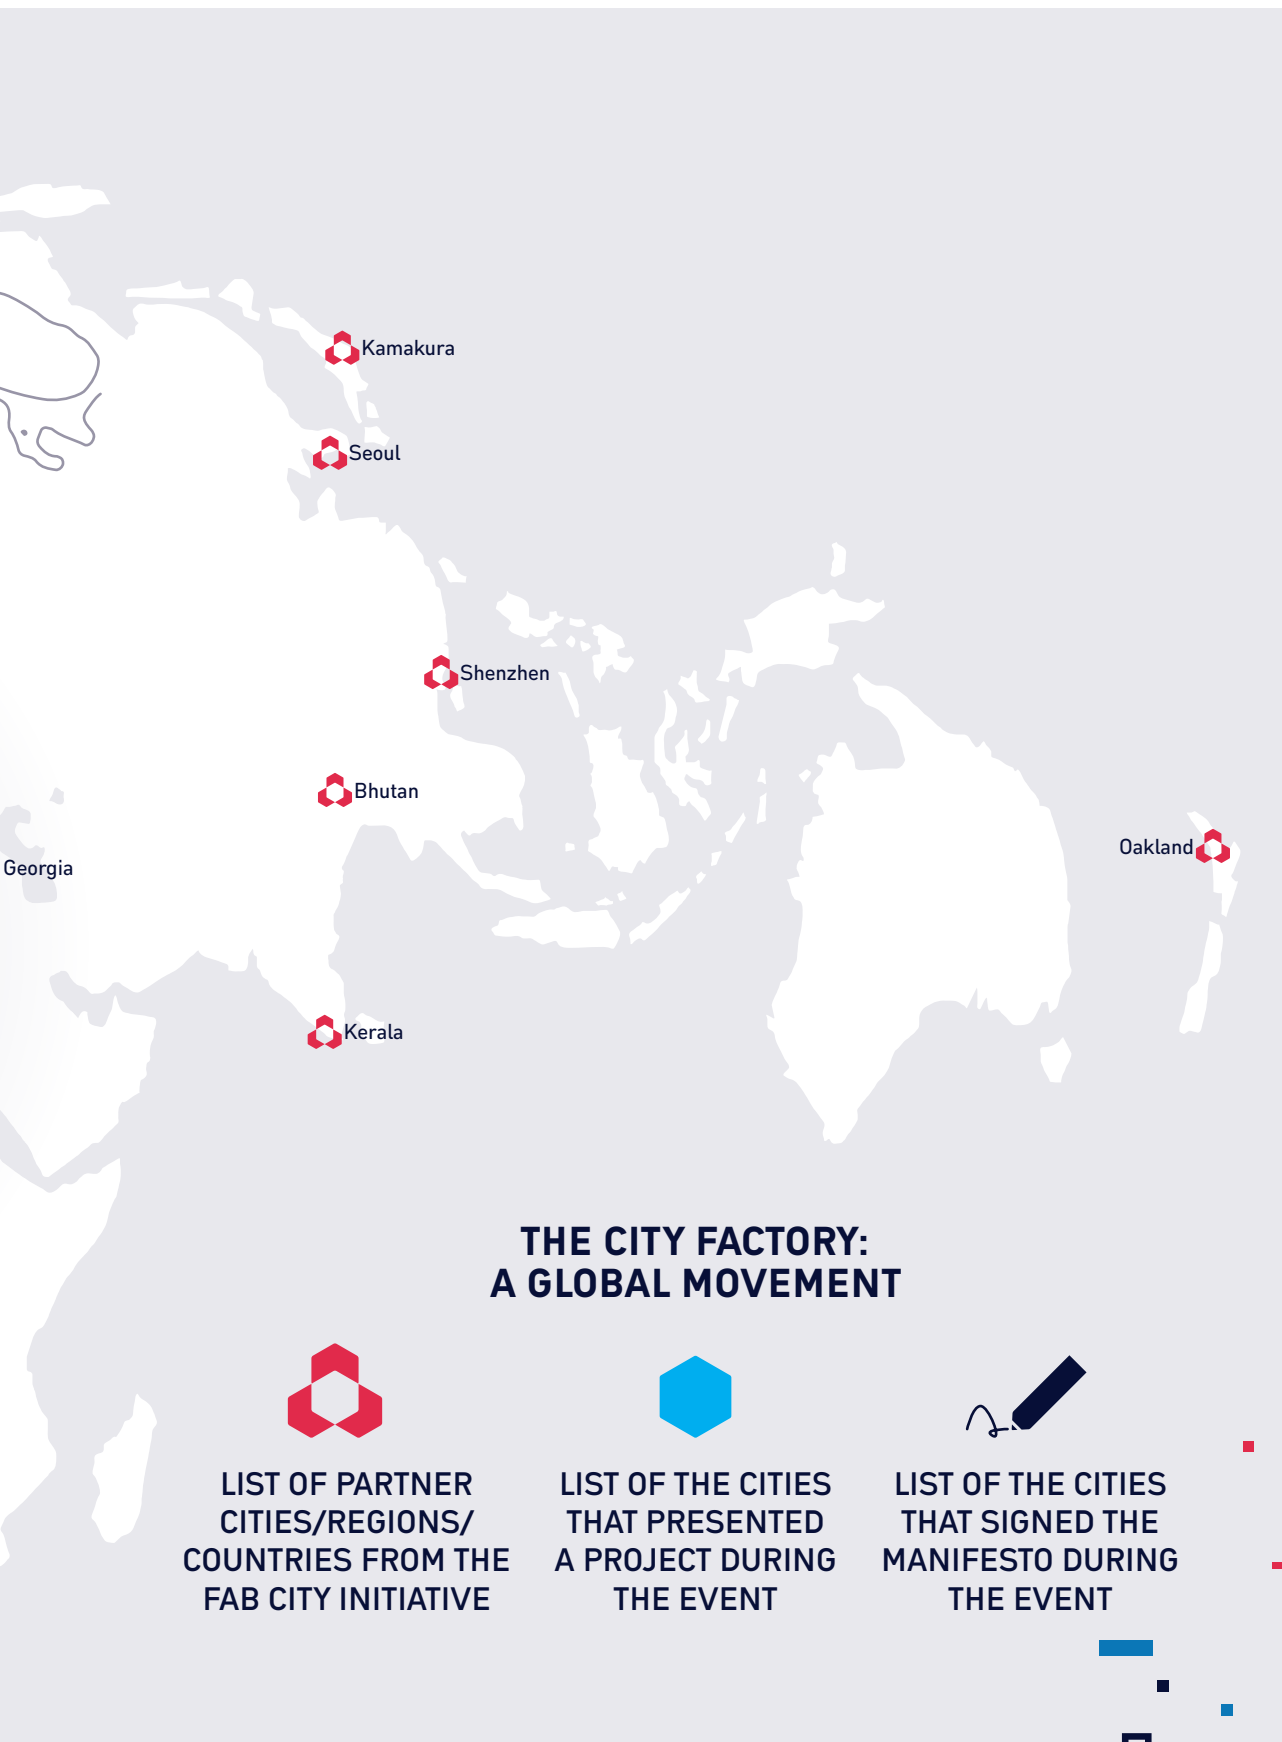 Kamakura
Seoul
Shenzhen
Bhutan
Oakland
Georgia
Kerala
THE CITY FACTORY:
A GLOBAL MOVEMENT
LIST OF PARTNER
CITIES/REGIONS/
COUNTRIES FROM THE
FAB CITY INITIATIVE
LIST OF THE CITIES
THAT PRESENTED
A PROJECT DURING
THE EVENT
LIST OF THE CITIES
THAT SIGNED THE
MANIFESTO DURING
THE EVENT